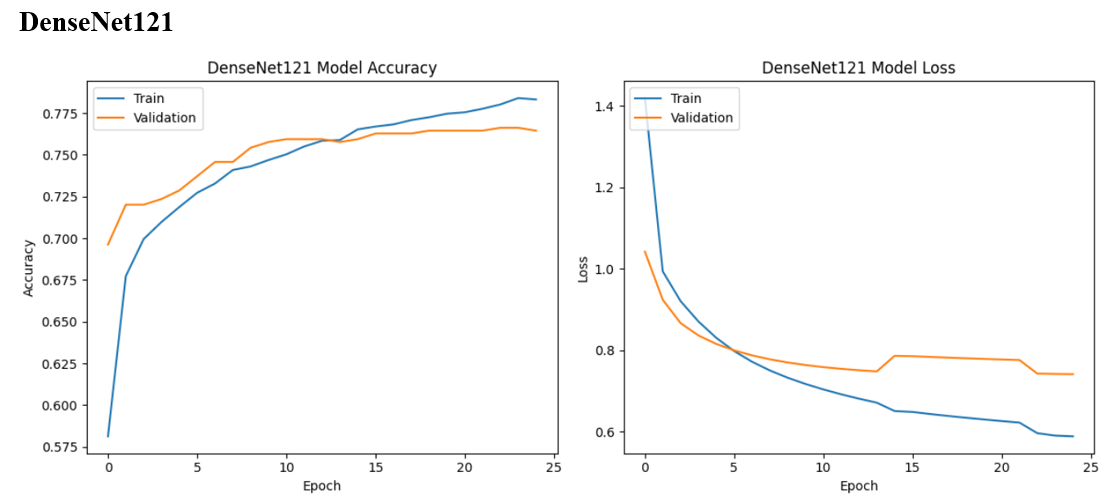 DenseNet121
DenseNet121 Model Accuracy
Train
Validation
0.775
0.750
0.725
0.700
0.675
0.650
0.625
0.600
0.575
Accuracy
0 5 10 15 20 25
Epoch
DenseNet121 Model Loss
Train
Validation
1.4
1.2
1.0
0.8
0.6
Loss
0 5 10 15 20 25
Epoch